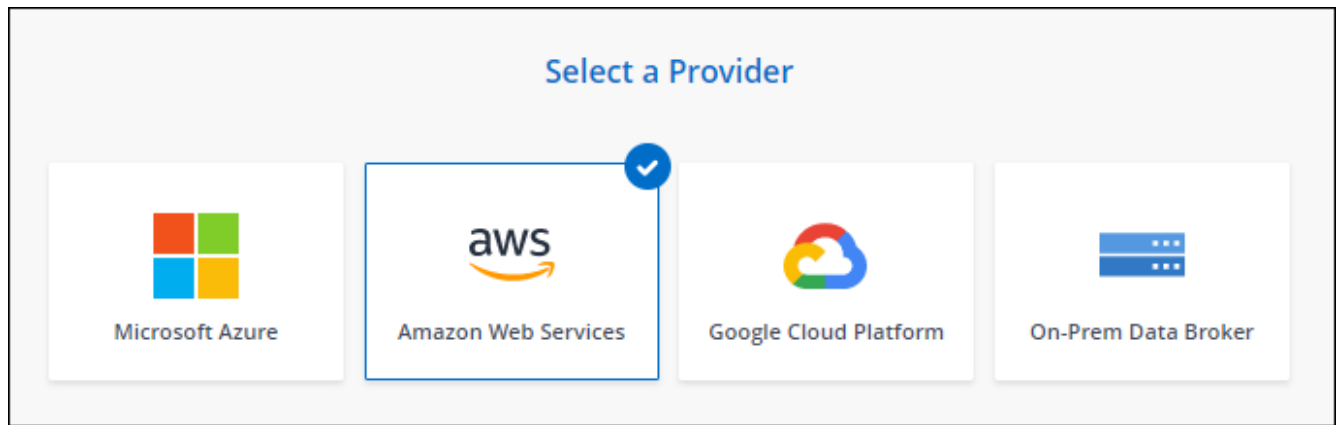 Select a Provider
aws
Microsoft Azure
Amazon Web Services
Google Cloud Platform
On-Prem Data Broker